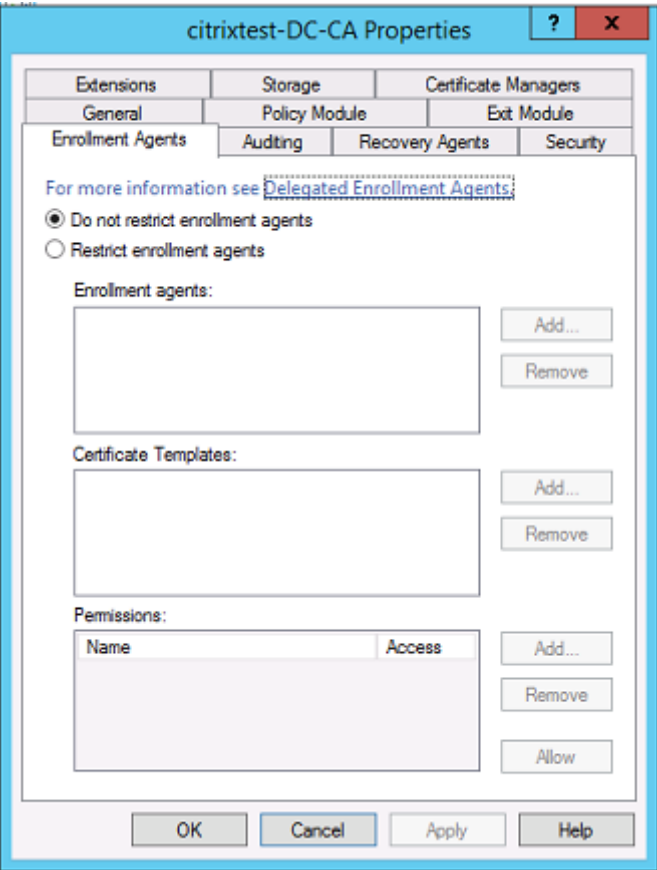 citrixtest-DC-CA Properties
?
x
Extensions
Storage
Certificate Managers
General
Policy Module
Exit Module
Enrollment Agents
Auditing
Recovery Agents
Security
For more information see Delegated Enrollment Agents.
Do not restrict enrollment agents
Restrict enrollment agents
Enrollment agents:
Add...
Remove
Certificate Templates:
Add...
Remove
Permissions:
Name
Access
Add...
Remove
Allow
OK
Cancel
Apply
Help